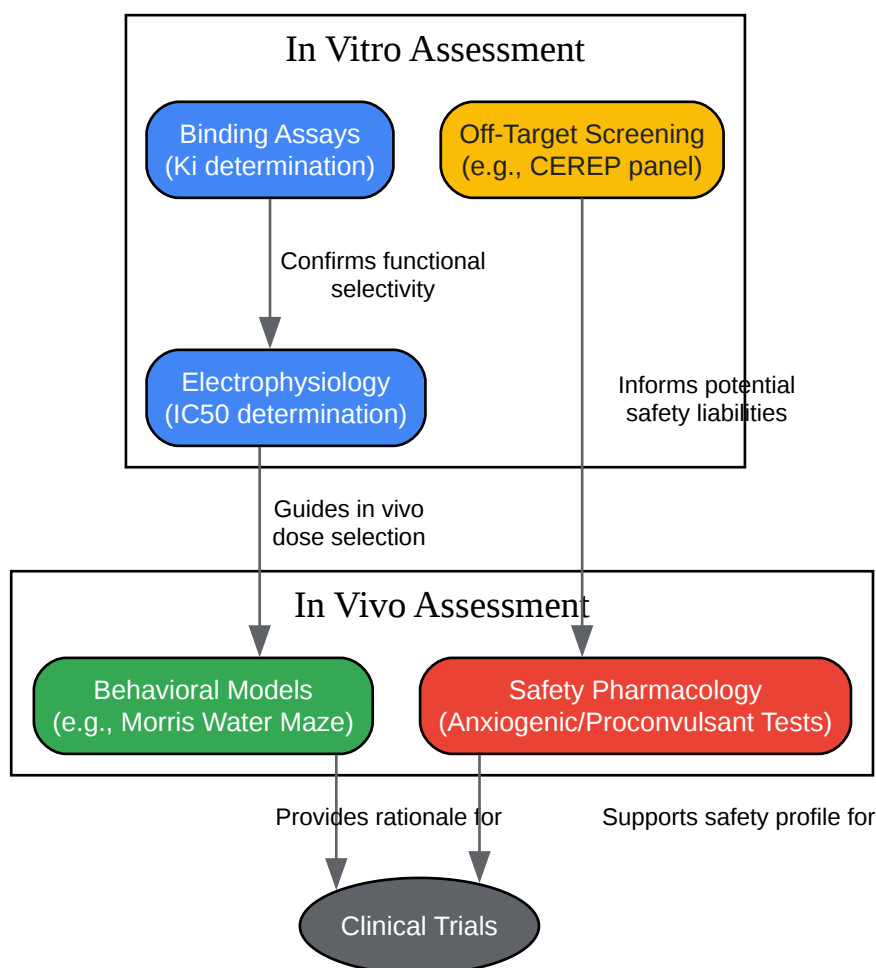 In Vitro Assessment
Binding Assays
(Ki determination)
Off-Target Screening
(e.g., CEREP panel)
Confirms functional
selectivity
Electrophysiology
(IC50 determination)
Informs potential
safety liabilities
Guides in vivo
dose selection
In Vivo Assessment
Behavioral Models
(e.g., Morris Water Maze)
Safety Pharmacology
(Anxiogenic/Proconvulsant Tests)
Provides rationale for
Supports safety profile for
Clinical Trials